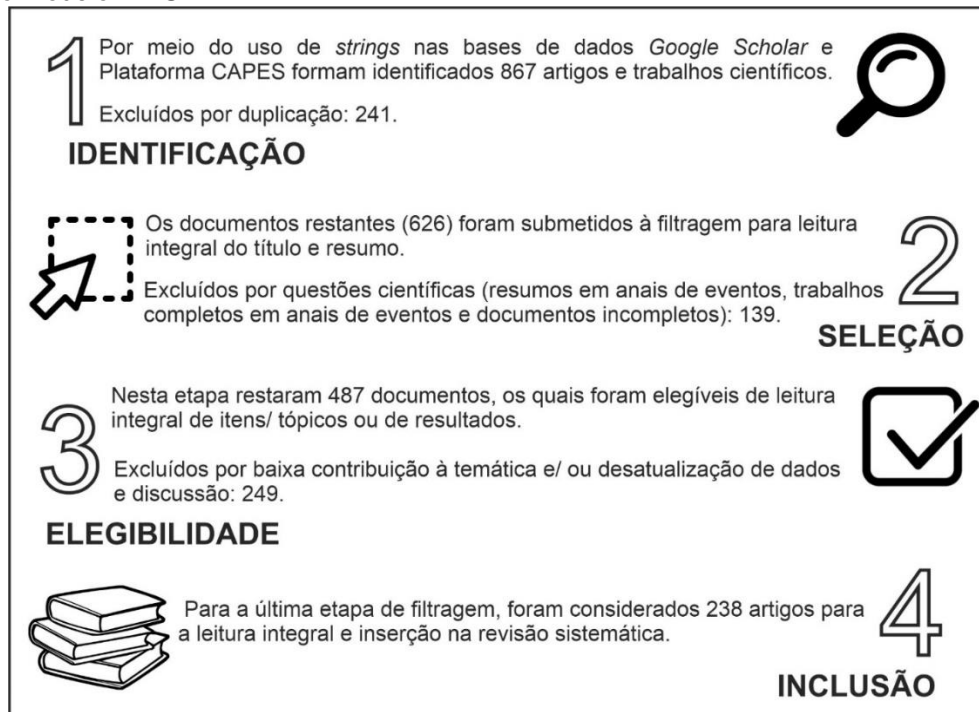 1
Por meio do uso de strings nas bases de dados Google Scholar e
Plataforma CAPES formam identificados 867 artigos e trabalhos científicos.
Excluídos por duplicação: 241.
IDENTIFICAÇÃO
Os documentos restantes (626) foram submetidos à filtragem para leitura
integral do título e resumo.
2
Excluídos por questões científicas (resumos em anais de eventos, trabalhos
completos em anais de eventos e documentos incompletos): 139.
SELEÇÃO
Nesta etapa restaram 487 documentos, os quais foram elegíveis de leitura
integral de itens/ tópicos ou de resultados.
3
Excluídos por baixa contribuição à temática e/ ou desatualização de dados
e discussão: 249.
ELEGIBILIDADE
Para a última etapa de filtragem, foram considerados 238 artigos para
a leitura integral e inserção na revisão sistemática.
4
INCLUSÃO